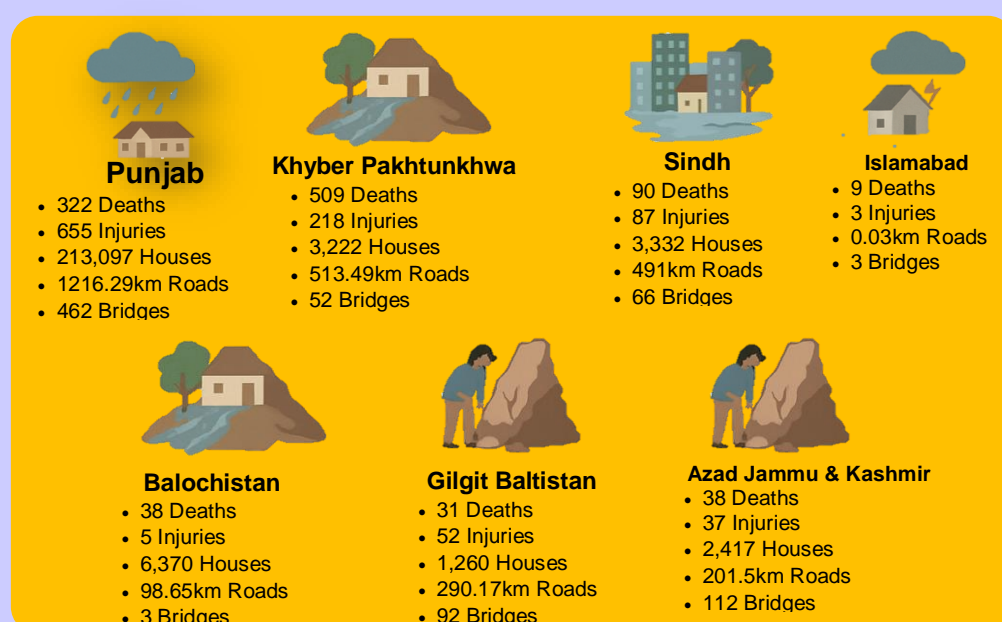 Punjab
• 322 Deaths
• 655 Injuries
• 213,097 Houses
• 1216.29km Roads
• 462 Bridges
Khyber Pakhtunkhwa
• 509 Deaths
• 218 Injuries
• 3,222 Houses
• 513.49km Roads
• 52 Bridges
Sindh
• 90 Deaths
• 87 Injuries
• 3,332 Houses
• 491km Roads
• 66 Bridges
Islamabad
• 9 Deaths
• 3 Injuries
• 0.03km Roads
• 3 Bridges
Balochistan
• 38 Deaths
• 5 Injuries
• 6,370 Houses
• 98.65km Roads
• 3 Bridges
Gilgit Baltistan
• 31 Deaths
• 52 Injuries
• 1,260 Houses
• 290.17km Roads
• 92 Bridges
Azad Jammu & Kashmir
• 38 Deaths
• 37 Injuries
• 2,417 Houses
• 201.5km Roads
• 112 Bridges